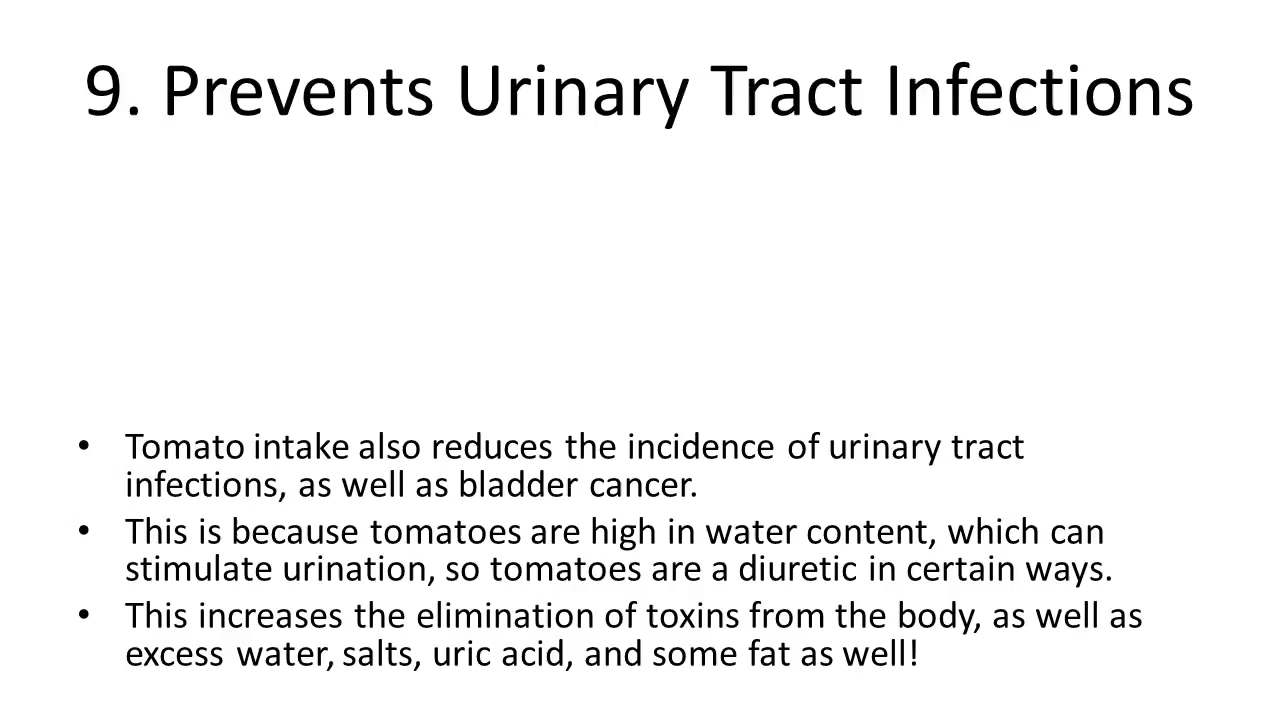 9. Prevents Urinary Tract Infections
• Tomato intake also reduces the incidence of urinary tract
infections, as well as bladder cancer.
• This is because tomatoes are high in water content, which can
stimulate urination, so tomatoes are a diuretic in certain ways.
• This increases the elimination of toxins from the body, as well as
excess water, salts, uric acid, and some fat as well!